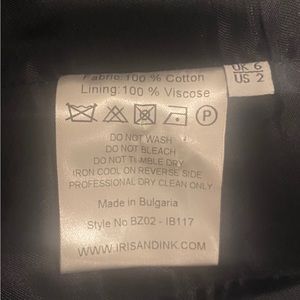 Fabric: 100 % Cotton
Lining: 100 % Viscose
UK 6
US 2
P
DO NOT WASH
DO NOT BLEACH
DO NOT TUMBLE DRY
IRON COOL ON REVERSE SIDE
PROFESSIONAL DRY CLEAN ONLY
Made in Bulgaria
Style No BZ02 - IB117
WWW.IRISANDINK.COM